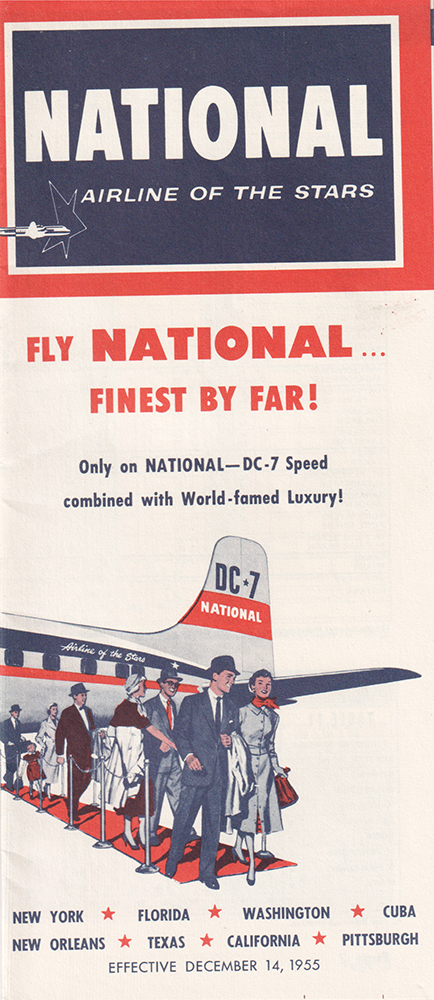 NATIONAL
AIRLINE OF THE STARS
FLY NATIONAL...
FINEST BY FAR!
Only on NATIONAL—DC-7 Speed
combined with World-famed Luxury!
DC★7
NATIONAL
Airline of the Stars
NEW YORK ★ FLORIDA ★ WASHINGTON ★ CUBA
NEW ORLEANS ★ TEXAS ★ CALIFORNIA ★ PITTSBURGH
EFFECTIVE DECEMBER 14, 1955